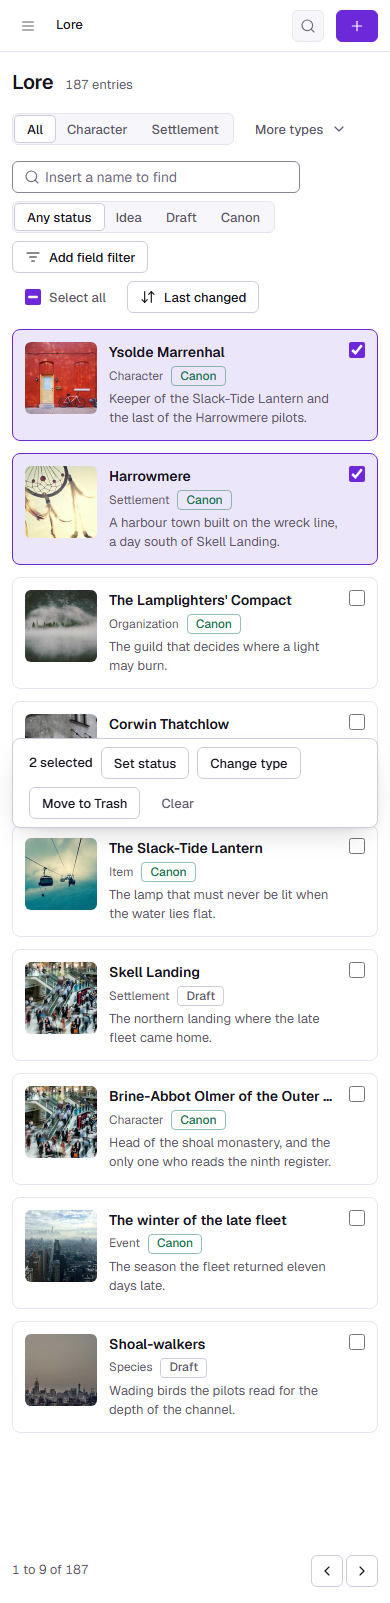 Lore
Lore 187 entries
All Character Settlement More types
Insert a name to find
Any status Idea Draft Canon
Add field filter
Select all Last changed
Ysolde Marrenhal
Character Canon
Keeper of the Slack-Tide Lantern and
the last of the Harrowmere pilots.
Harrowmere
Settlement Canon
A harbour town built on the wreck line,
a day south of Skell Landing.
The Lamplighters' Compact
Organization Canon
The guild that decides where a light
may burn.
Corwin Thatchlow
2 selected Set status Change type
Move to Trash Clear
The Slack-Tide Lantern
Item Canon
The lamp that must never be lit when
the water lies flat.
Skell Landing
Settlement Draft
The northern landing where the late
fleet came home.
Brine-Abbot Olmer of the Outer ...
Character Canon
Head of the shoal monastery, and the
only one who reads the ninth register.
The winter of the late fleet
Event Canon
The season the fleet returned eleven
days late.
Shoal-walkers
Species Draft
Wading birds the pilots read for the
depth of the channel.
1 to 9 of 187